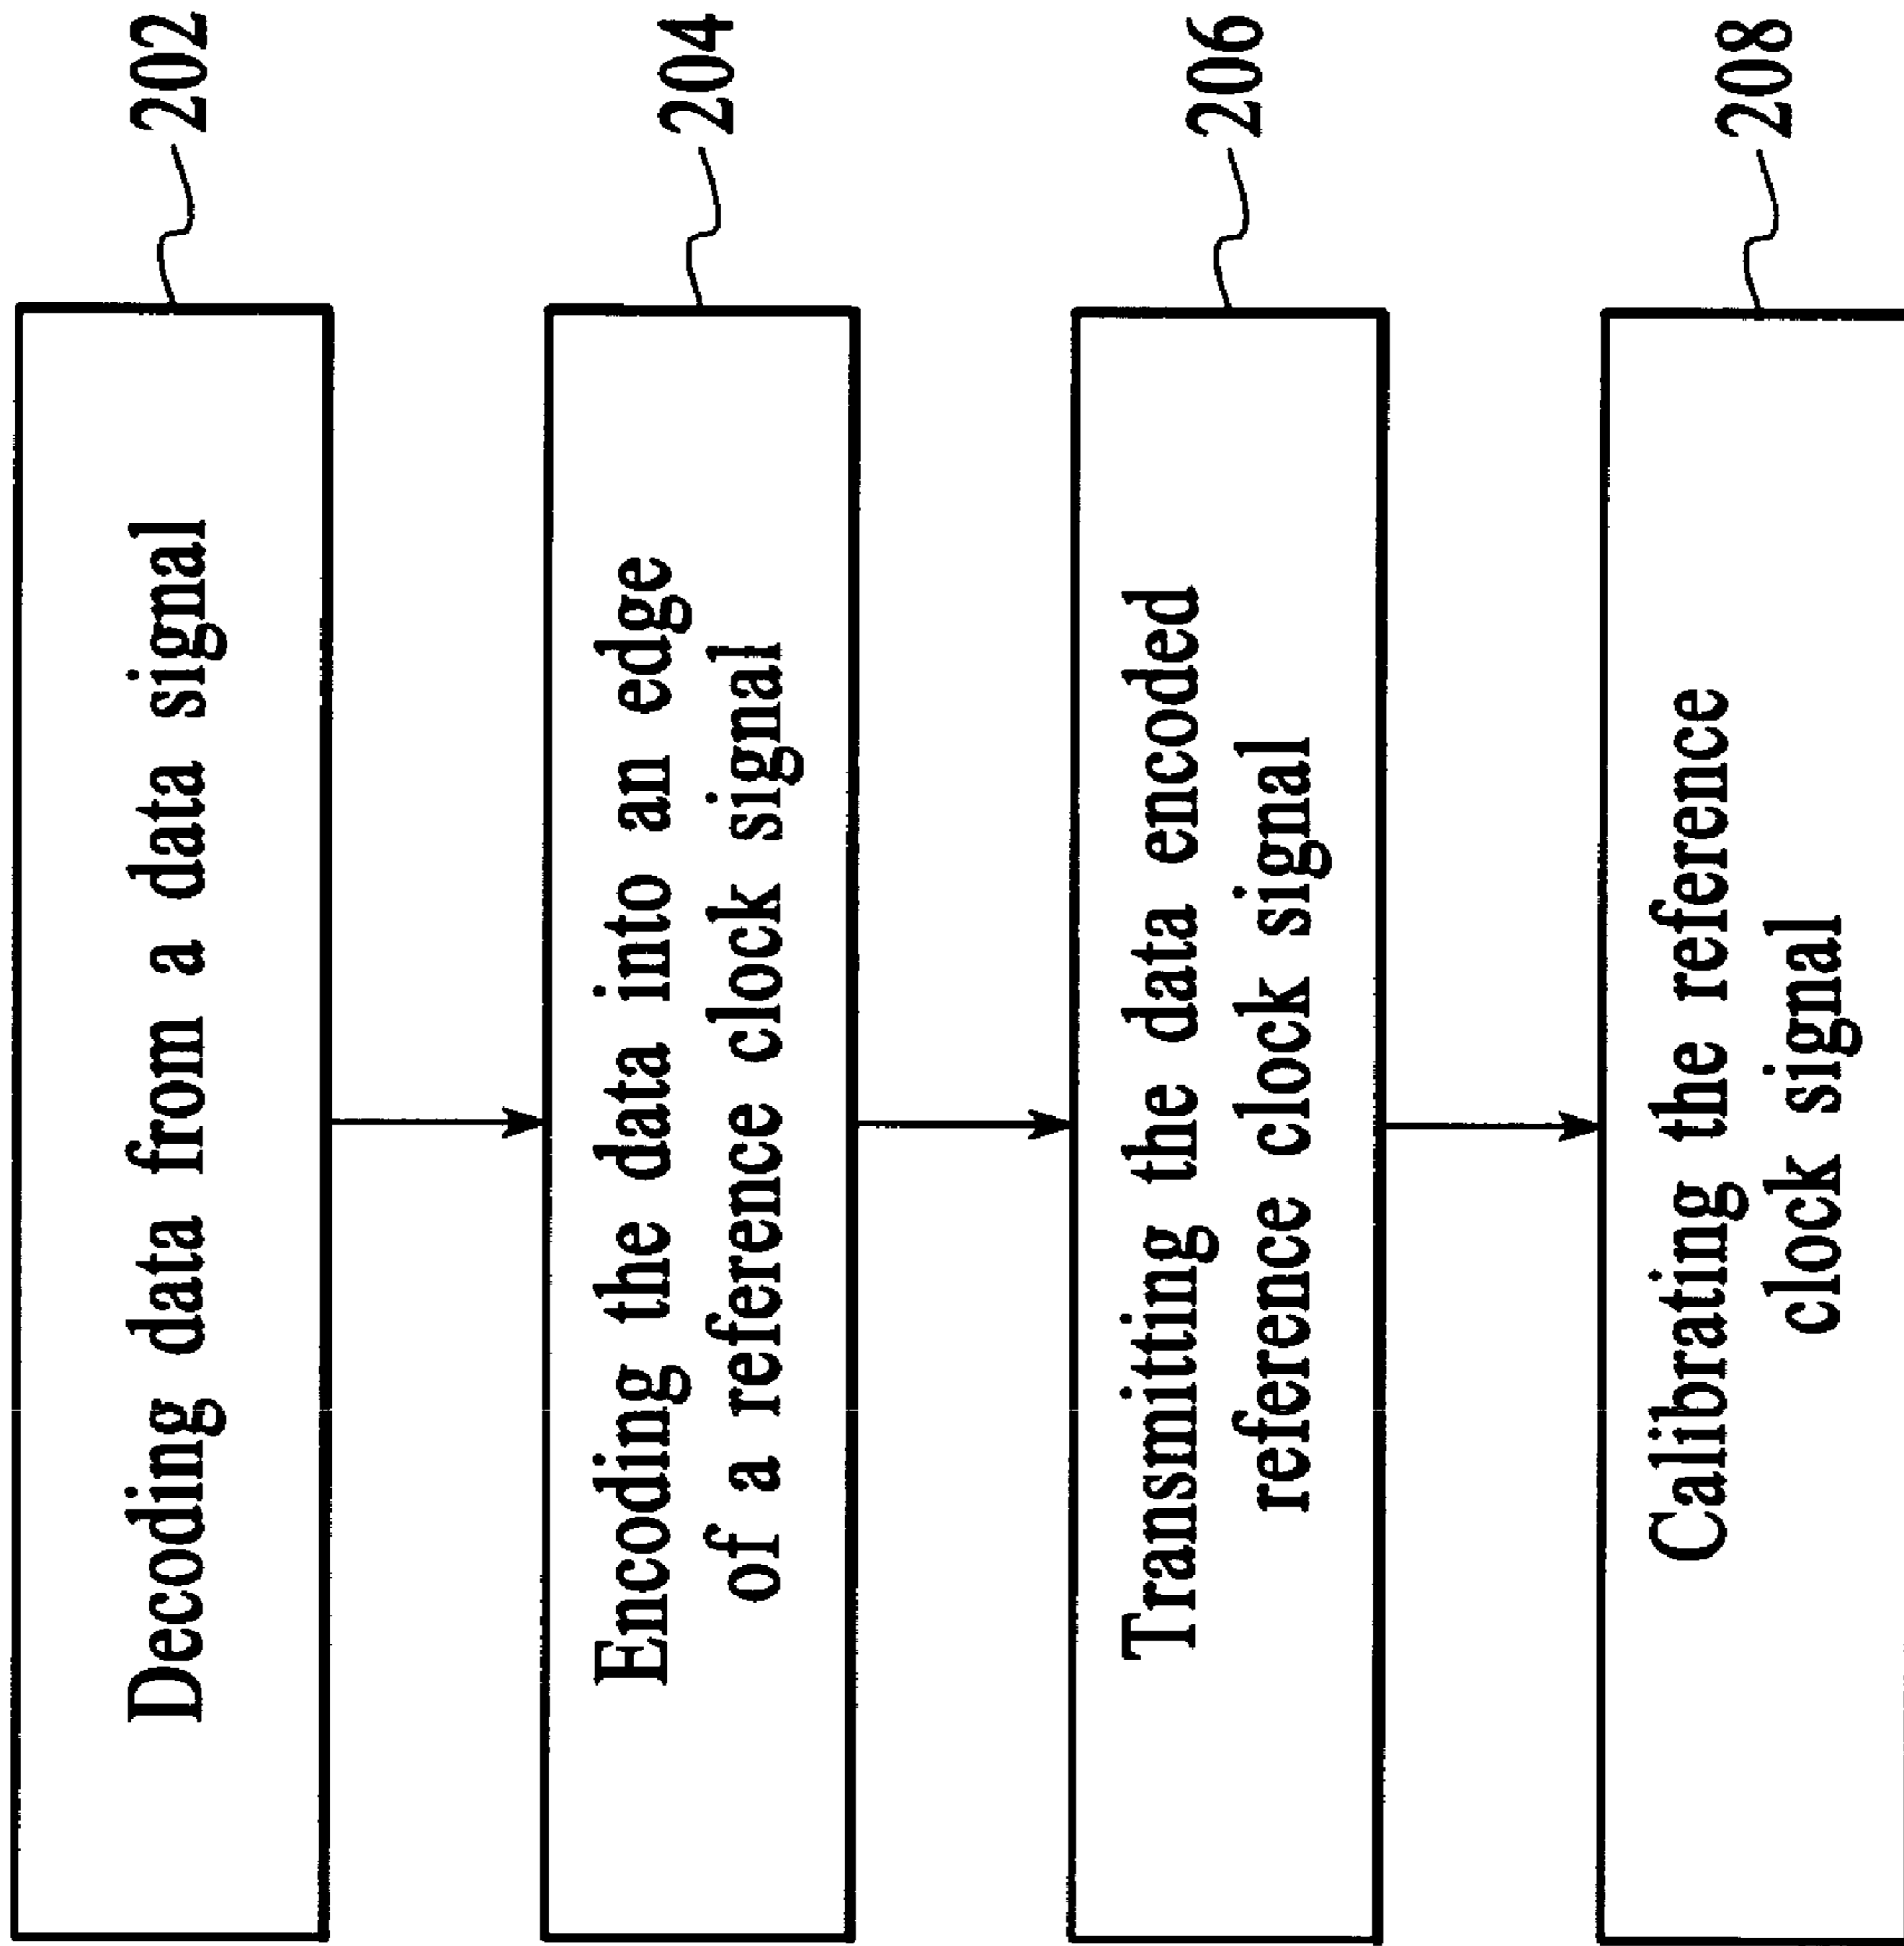 Decoding data from a data signal
202
Encoding the data into an edge
of a reference clock signal
204
Transmitting the data encoded
reference clock signal
206
Calibrating the reference
clock signal
208